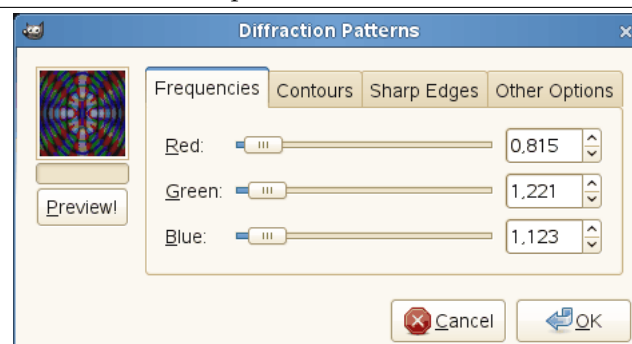 Diffraction Patterns
Frequencies Contours Sharp Edges Other Options
Red: 0,815
Green: 1,221
Blue: 1,123
Preview!
Cancel OK